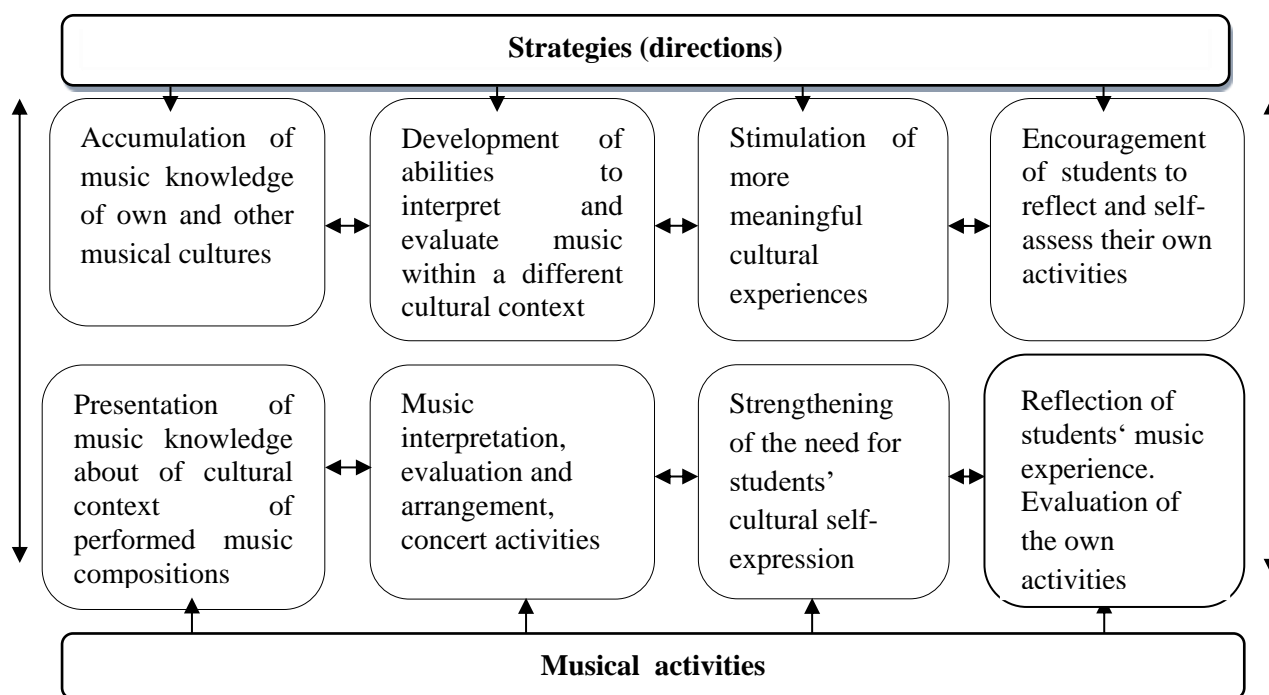 Strategies (directions)
Accumulation of
music knowledge
of own and other
musical cultures
Development of
abilities to
interpret and
evaluate music
within a different
cultural context
Stimulation of
more
meaningful
cultural
experiences
Encouragement
of students to
reflect and self-
assess their own
activities
Presentation of
music knowledge
about of cultural
context of
performed music
compositions
Music
interpretation,
evaluation and
arrangement,
concert activities
Strengthening
of the need for
students’
cultural self-
expression
Reflection of
students‘ music
experience.
Evaluation of
the own
activities
Musical activities